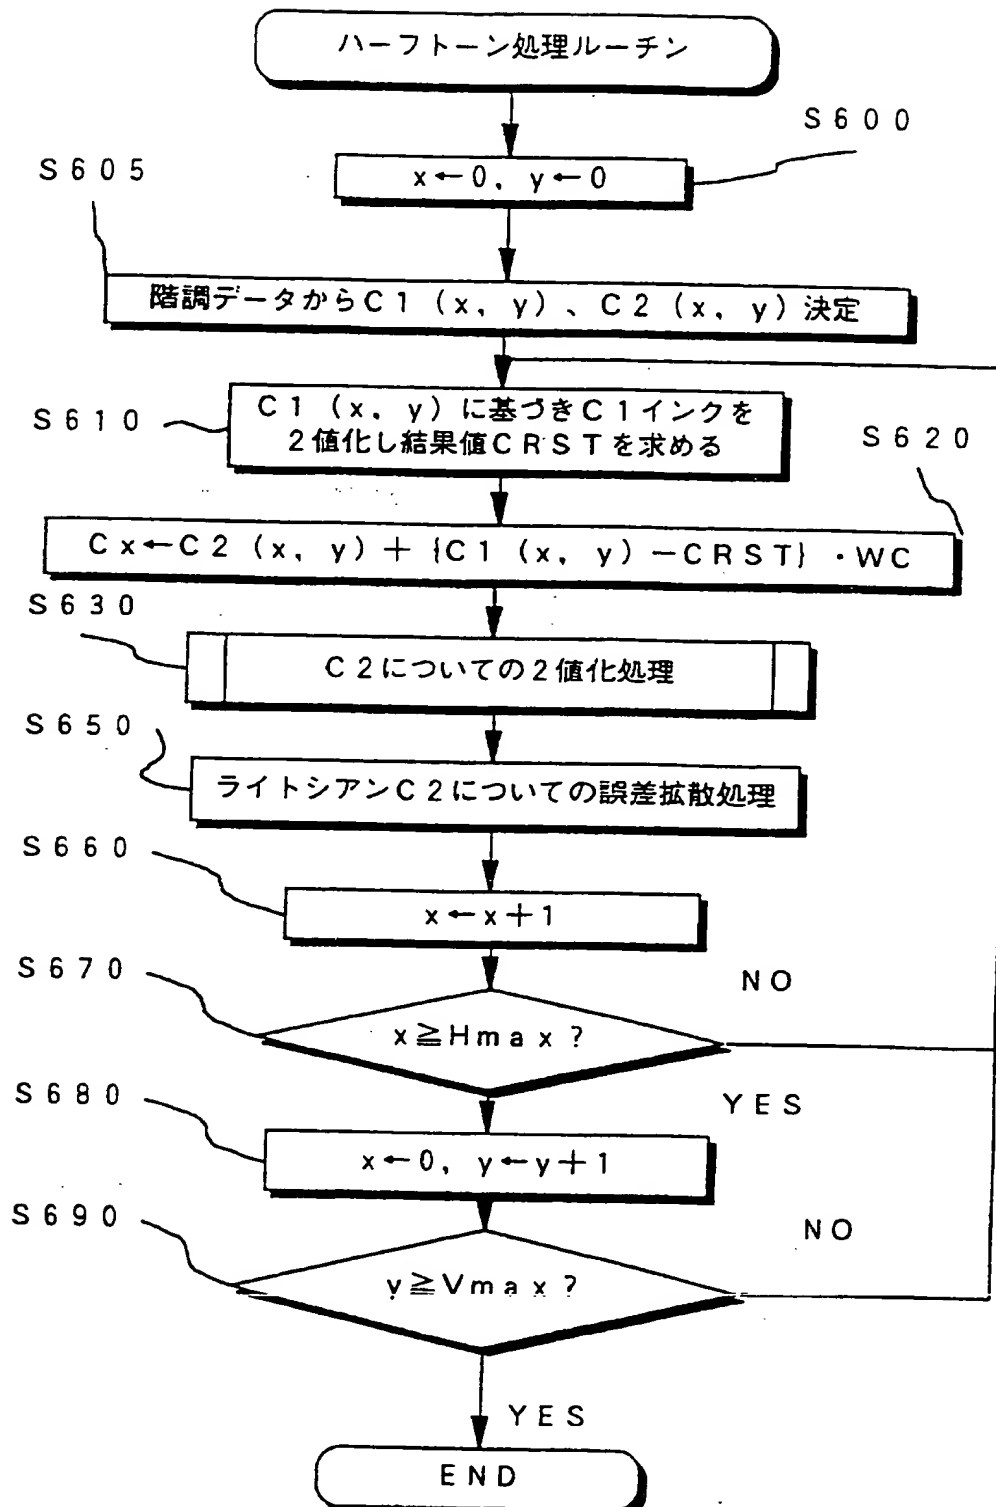 ハーフトーン処理ルーチン
S600
x←0, y←0
S605
階調データからC1(x, y)、C2(x, y)決定
S610
C1(x, y)に基づきC1インクを
2値化し結果値CRSTを求める
S620
Cx←C2(x, y)+{C1(x, y)−CRST}・WC
S630
C2についての2値化処理
S650
ライトシアンC2についての誤差拡散処理
S660
x←x+1
S670
x≧Hmax?
NO
YES
S680
x←0, y←y+1
S690
y≧Vmax?
NO
YES
END